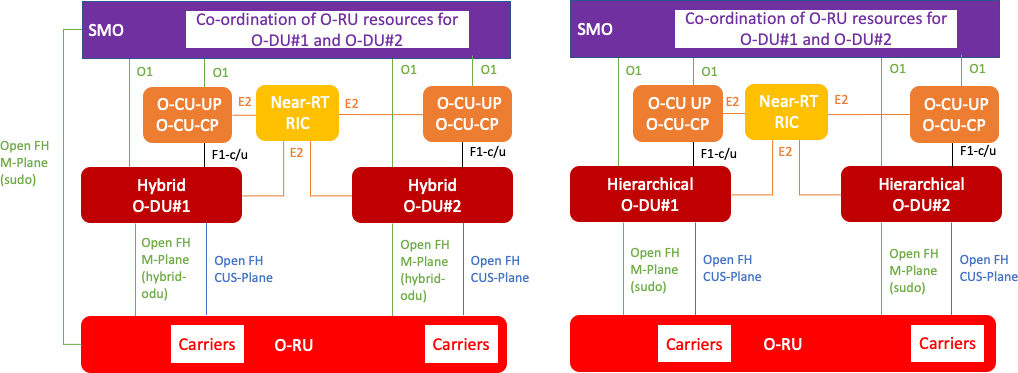 SMO
Co-ordination of O-RU resources for
O-DU#1 and O-DU#2
O1
O1
O1
O1
O-CU-UP
O-CU-CP
E2
Near-RT
RIC
E2
O-CU-UP
O-CU-CP
Open FH
M-Plane
(sudo)
F1-c/u
E2
F1-c/u
Hybrid
O-DU#1
Hybrid
O-DU#2
Open FH
M-Plane
(hybrid-
odu)
Open FH
CUS-Plane
Open FH
M-Plane
(hybrid-
odu)
Open FH
CUS-Plane
Carriers
O-RU
Carriers
SMO
Co-ordination of O-RU resources for
O-DU#1 and O-DU#2
O1
O1
O1
O1
O-CU UP
O-CU-CP
E2
Near-RT
RIC
E2
O-CU-UP
O-CU-CP
F1-c/u
E2
F1-c/u
Hierarchical
O-DU#1
Hierarchical
O-DU#2
Open FH
M-Plane
(sudo)
Open FH
CUS-Plane
Open FH
M-Plane
(sudo)
Open FH
CUS-Plane
Carriers
O-RU
Carriers